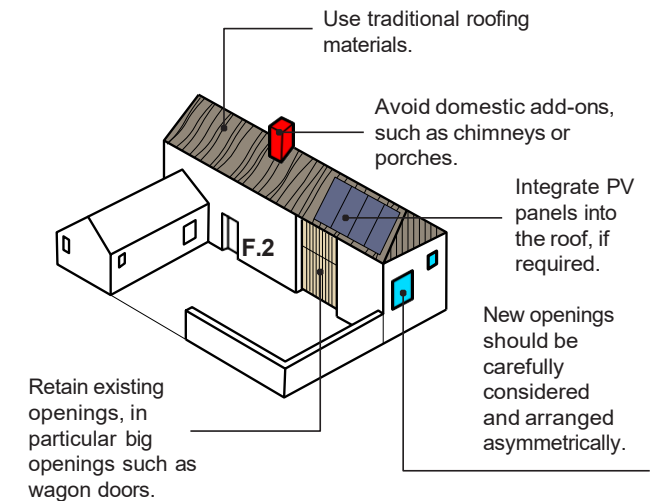 Use traditional roofing
materials.
Avoid domestic add-ons,
such as chimneys or
porches.
Integrate PV
panels into
the roof, if
required.
F.2
New openings
should be
carefully
considered
and arranged
asymmetrically.
Retain existing
openings, in
particular big
openings such as
wagon doors.